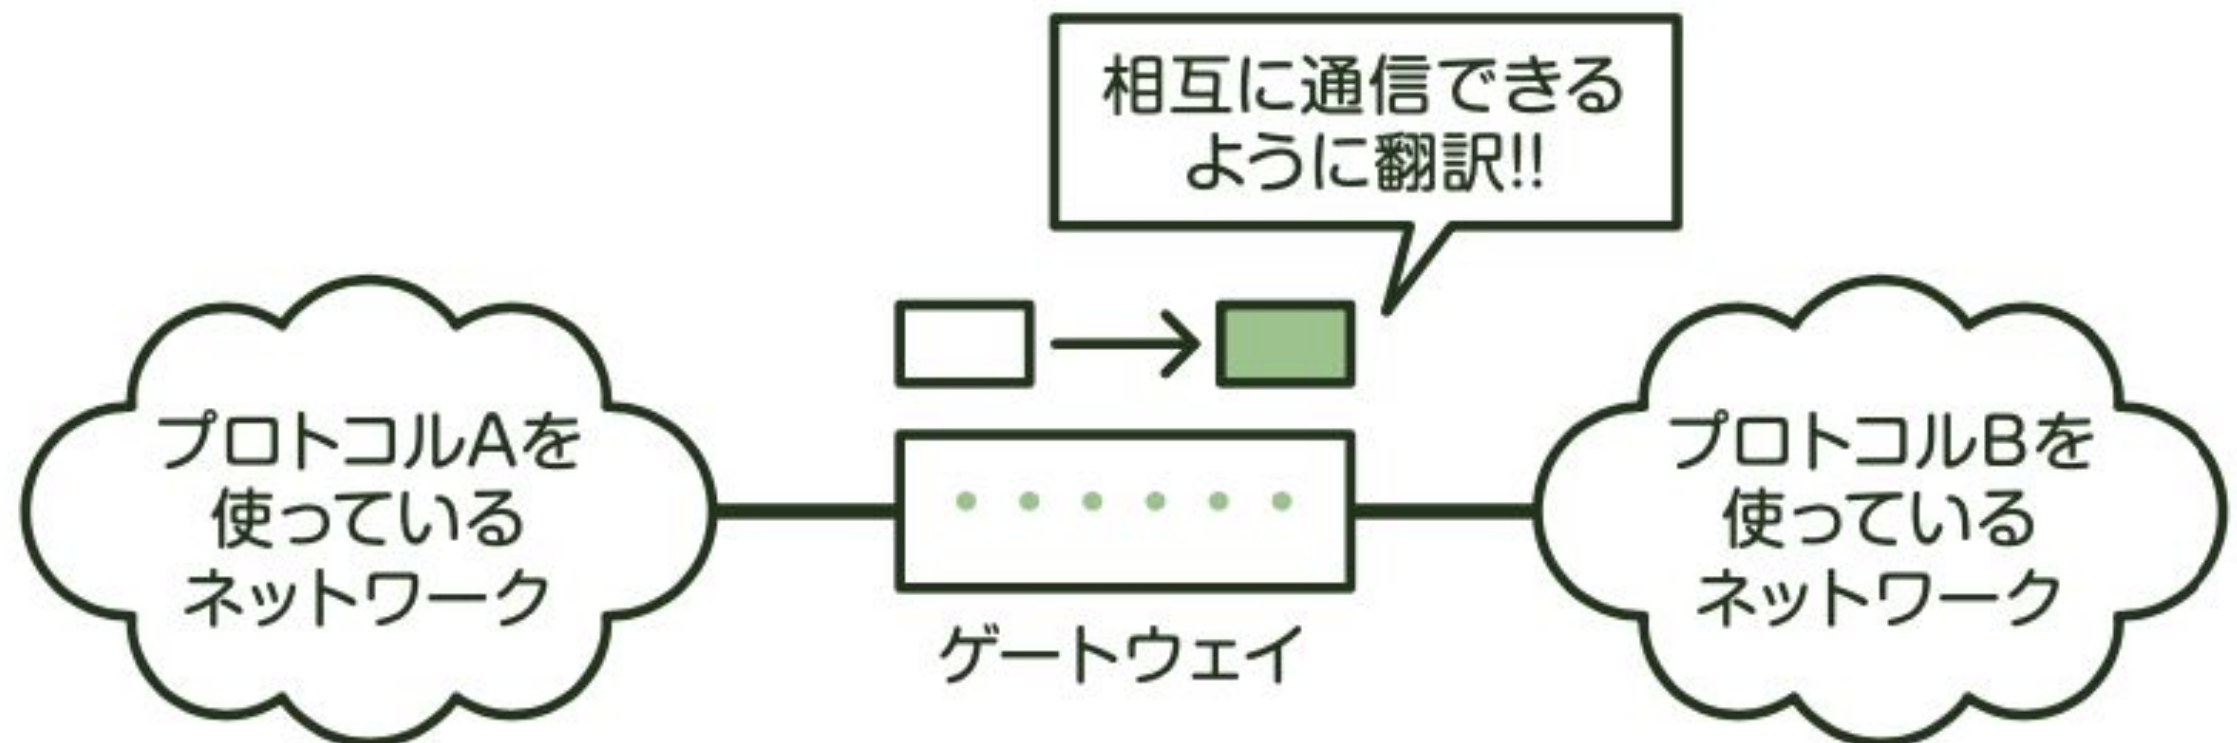 相互に通信できる
ように翻訳!!
プロトコルAを
使っている
ネットワーク
ゲートウェイ
プロトコルBを
使っている
ネットワーク